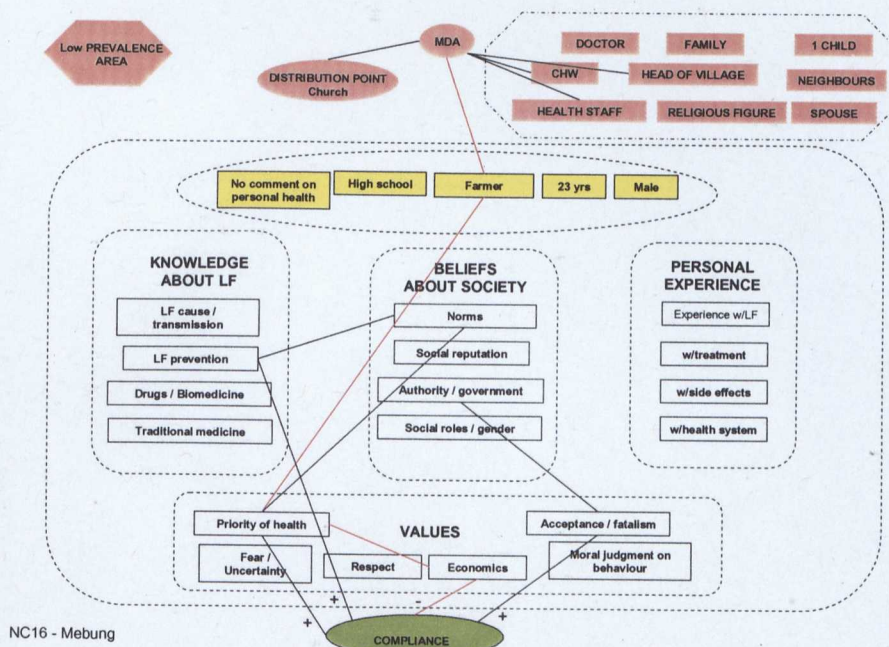 Low PREVALENCE
AREA
MDA
DISTRIBUTION POINT
Church
DOCTOR
FAMILY
1 CHILD
CHW
HEAD OF VILLAGE
NEIGHBOURS
HEALTH STAFF
RELIGIOUS FIGURE
SPOUSE
No comment on
personal health
High school
Farmer
23 yrs
Male
KNOWLEDGE
ABOUT LF
LF cause /
transmission
LF prevention
Drugs / Biomedicine
Traditional medicine
BELIEFS
ABOUT SOCIETY
Norms
Social reputation
Authority / government
Social roles / gender
PERSONAL
EXPERIENCE
Experience w/LF
w/treatment
w/side effects
w/health system
Priority of health
VALUES
Acceptance / fatalism
Fear /
Uncertainty
Respect
Economics
Moral judgment on
behaviour
+
-
+
+
COMPLIANCE
NC16 - Mebung